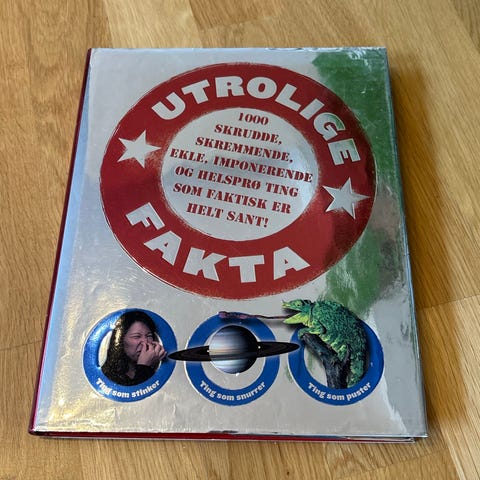 UTROLIGE
1000
SKRUDDE,
SKREMMENDE,
EKLE, IMPONERENDE
OG HELSPRØ TING
SOM FAKTISK ER
HELT SANT!
FAKTA
Ting som stinker
Ting som snurrer
Ting som puster